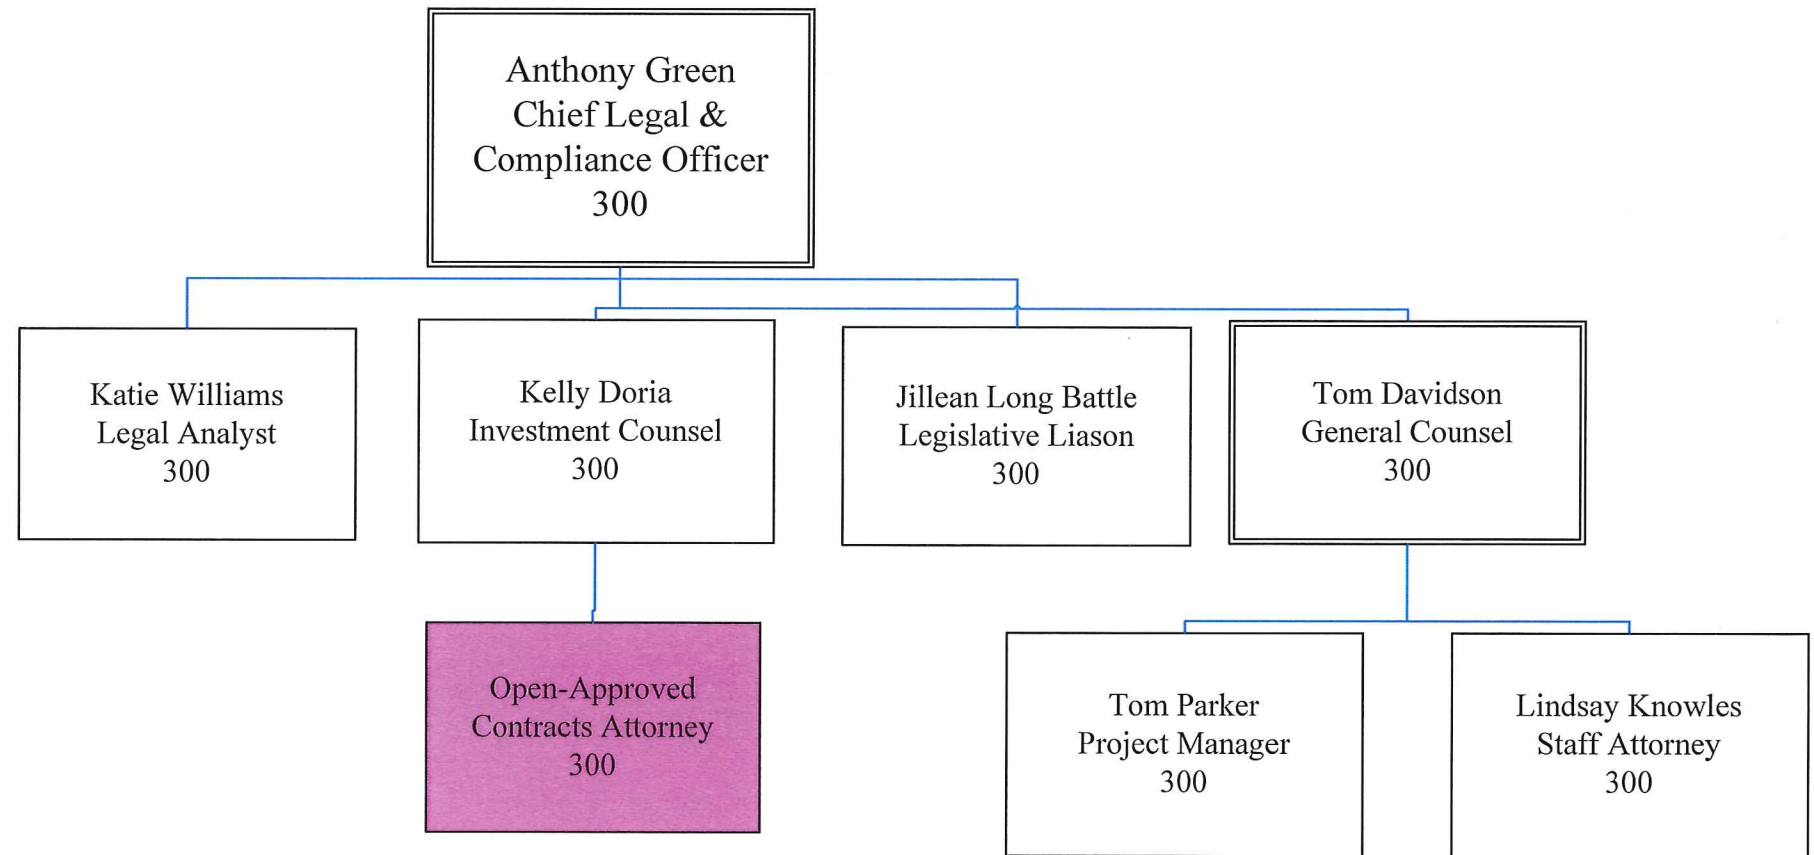 Anthony Green
Chief Legal &
Compliance Officer
300
Katie Williams
Legal Analyst
300
Kelly Doria
Investment Counsel
300
Jillean Long Battle
Legislative Liason
300
Tom Davidson
General Counsel
300
Open-Approved
Contracts Attorney
300
Tom Parker
Project Manager
300
Lindsay Knowles
Staff Attorney
300